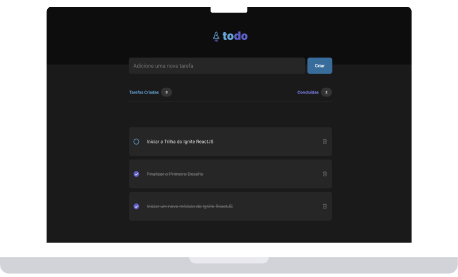 todo
Adicione uma nova tarefa
Criar
Tarefas Criadas
Concluídas 2
Iniciar a Trilha do Ignite ReactJS
Finalizar o Primeiro Desafio
Iniciar um novo módulo do Ignite ReactJS